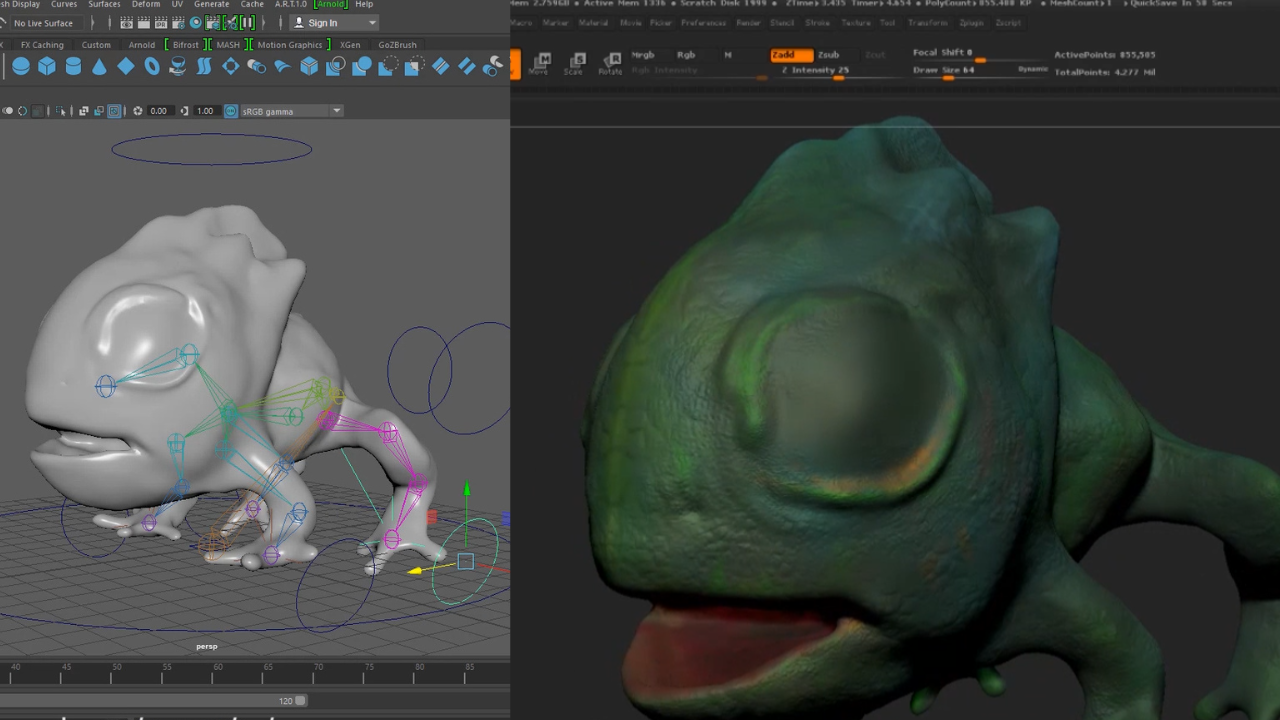 sh Display Curves Surfaces Deform UV Generate Cache A.R.T.1.0 [Arnold] Help
No Live Surface Sign In
FX Caching Custom Arnold Bifrost MASH Motion Graphics XGen GoZBrush
0.00 1.00 sRGB gamma
persp
40 45 50 55 60 65 70 75 80 85
120
Mem 2.759GB • Active Mem 1336 • Scratch Disk 1999 • ZTime▸3.435 Timer▸4.654 • PolyCount▸855.488 KP • MeshCount▸1 QuickSave In 58 Secs
Macro Marker Material Movie Picker Preferences Render Stencil Stroke Texture Tool Transform Zplugin Zscript
Mrgb Rgb M Zadd Zsub Zcut Focal Shift 0 ActivePoints: 855,585
Move Scale Rotate Rgb Intensity Z Intensity 25 Draw Size 64 Dynamic TotalPoints: 4.277 Mil